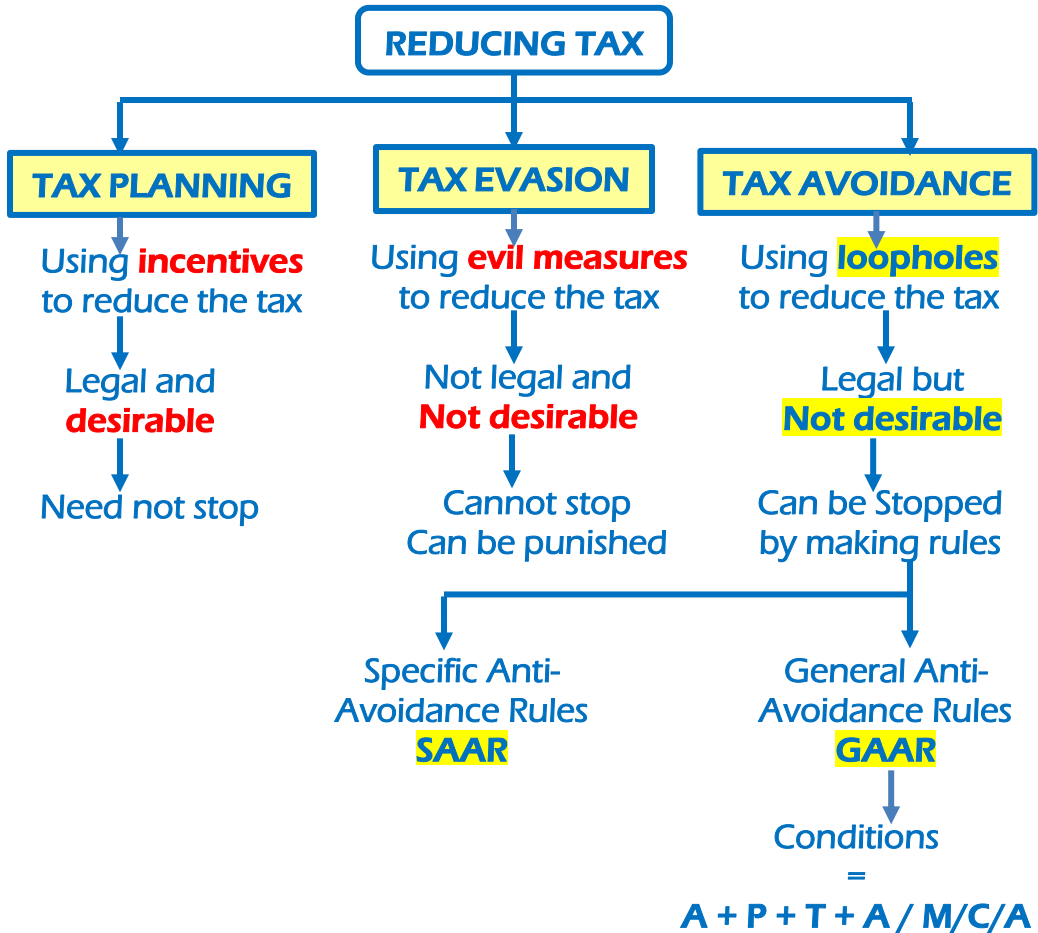 REDUCING TAX
TAX PLANNING
Using incentives
to reduce the tax
Legal and
desirable
Need not stop
TAX EVASION
Using evil measures
to reduce the tax
Not legal and
Not desirable
Cannot stop
Can be punished
TAX AVOIDANCE
Using loopholes
to reduce the tax
Legal but
Not desirable
Can be Stopped
by making rules
Specific Anti-
Avoidance Rules
SAAR
General Anti-
Avoidance Rules
GAAR
Conditions
=
A + P + T + A / M/C/A